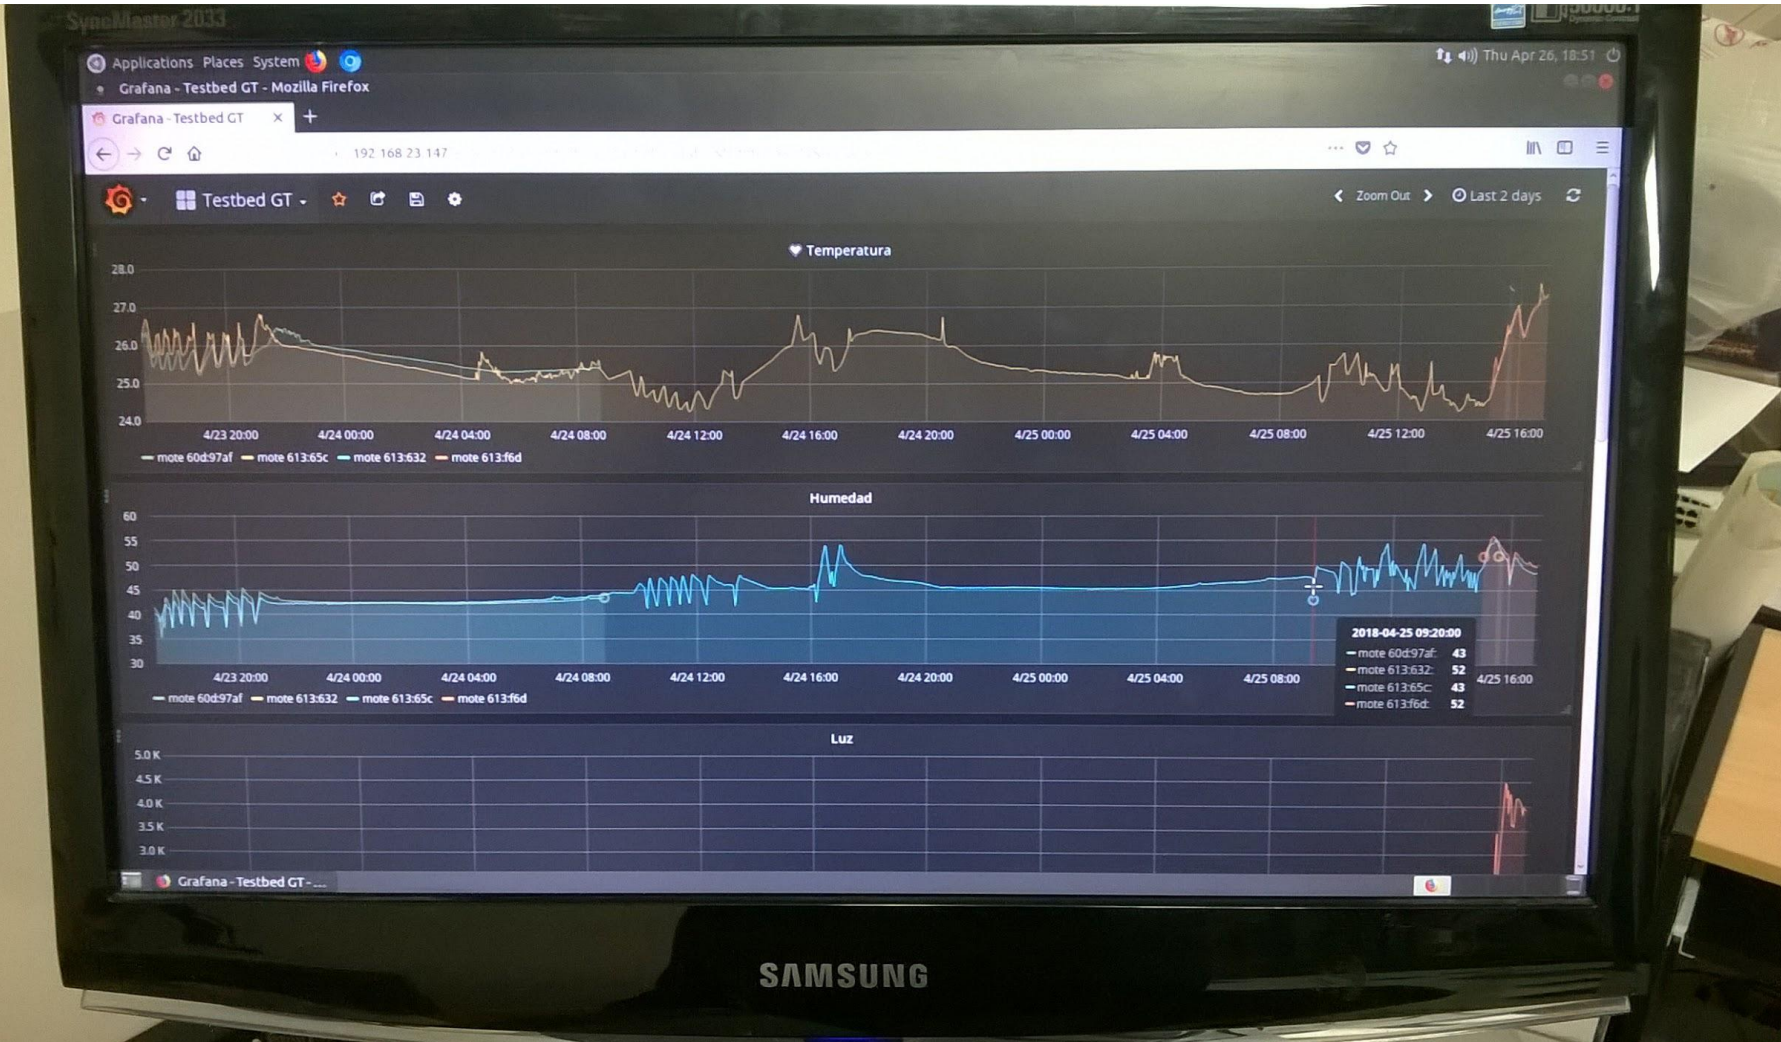 SyncMaster 2033
Applications Places System
Thu Apr 26, 18:51
Grafana - Testbed GT - Mozilla Firefox
Grafana - Testbed GT
192 168 23 147
Testbed GT
Zoom Out
Last 2 days
Temperatura
28.0
27.0
26.0
25.0
24.0
4/23 20:00 4/24 00:00 4/24 04:00 4/24 08:00 4/24 12:00 4/24 16:00 4/24 20:00 4/25 00:00 4/25 04:00 4/25 08:00 4/25 12:00 4/25 16:00
mote 60d:97af mote 613:65c mote 613:632 mote 613:f6d
Humedad
60
55
50
45
40
35
30
4/23 20:00 4/24 00:00 4/24 04:00 4/24 08:00 4/24 12:00 4/24 16:00 4/24 20:00 4/25 00:00 4/25 04:00 4/25 08:00 4/25 16:00
2018-04-25 09:20:00
mote 60d:97af: 43
mote 613:632: 52
mote 613:65c: 43
mote 613:f6d: 52
mote 60d:97af mote 613:632 mote 613:65c mote 613:f6d
Luz
5.0 K
4.5 K
4.0 K
3.5 K
3.0 K
Grafana - Testbed GT - ...
SAMSUNG